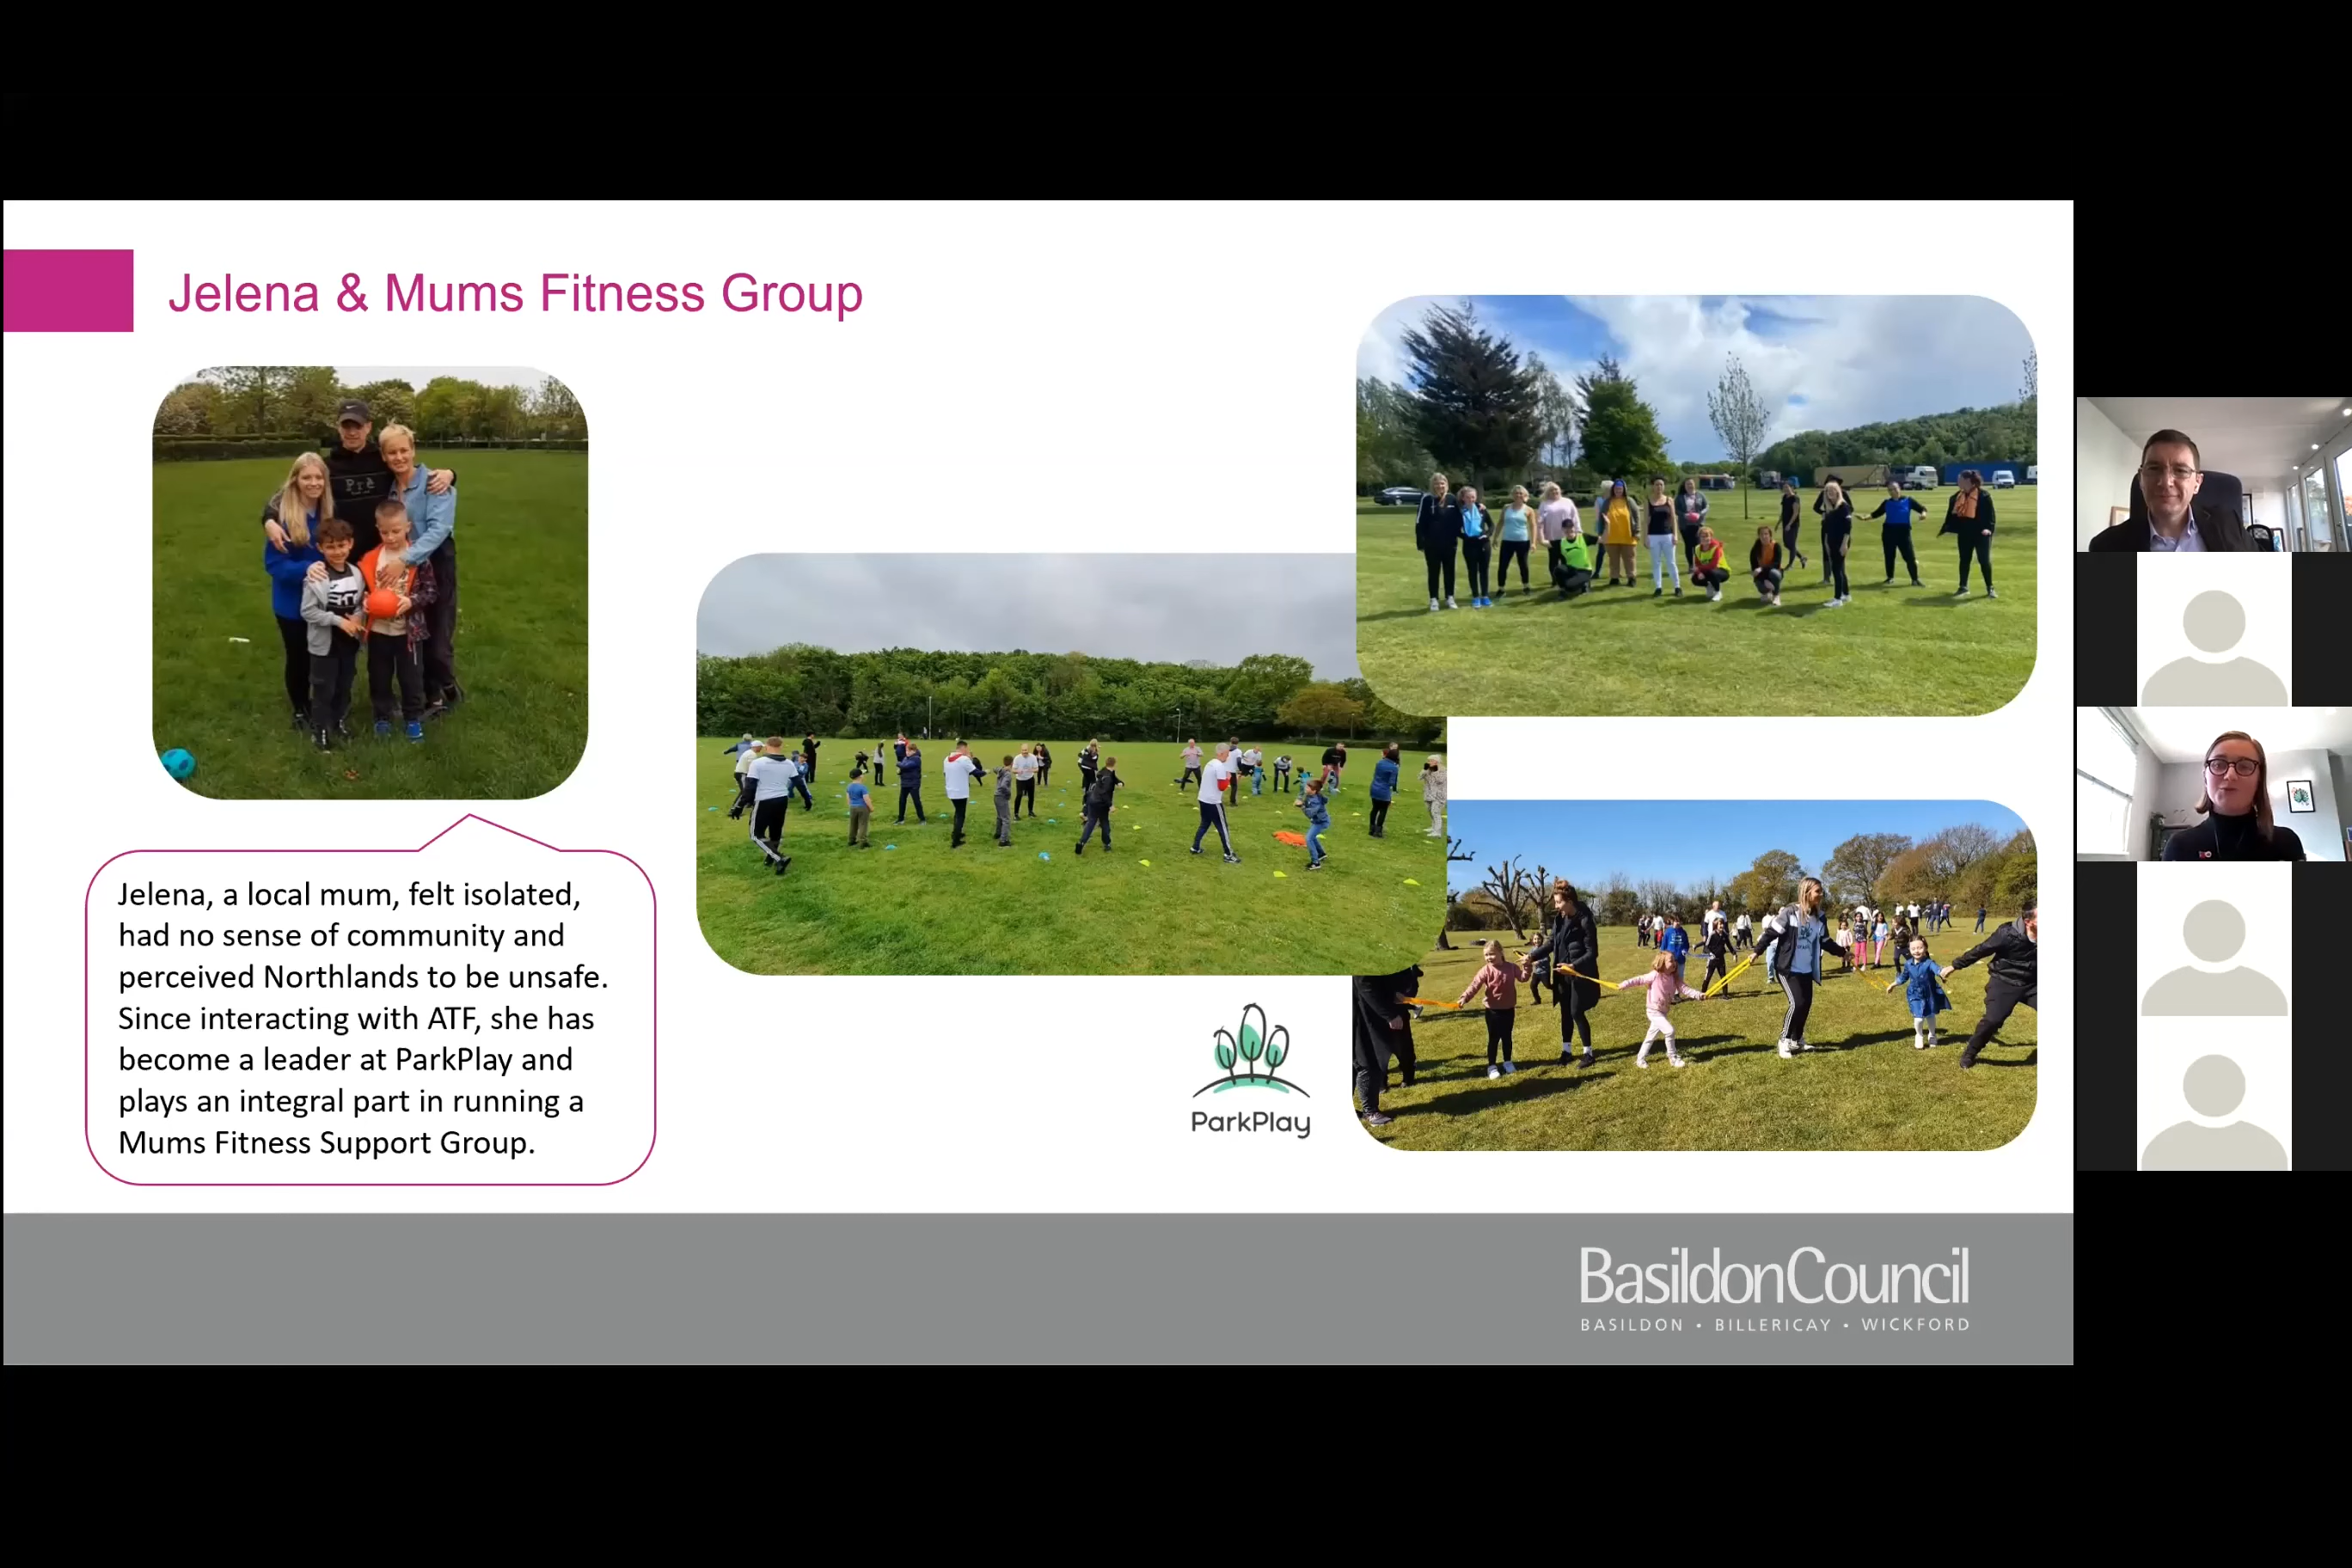 Jelena & Mums Fitness Group
Jelena, a local mum, felt isolated,
had no sense of community and
perceived Northlands to be unsafe.
Since interacting with ATF, she has
become a leader at ParkPlay and
plays an integral part in running a
Mums Fitness Support Group.
ParkPlay
BasildonCouncil
BASILDON • BILLERICAY • WICKFORD